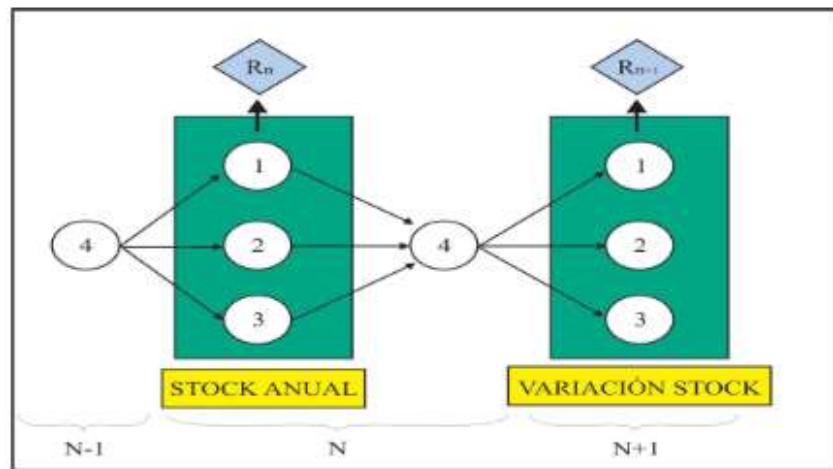 Rn Rn+1
1 1
4 2 4 2
3 3
STOCK ANUAL VARIACIÓN STOCK
N-1 N N+1